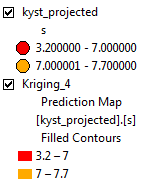 kyst_projected
s
3.200000 - 7.000000
7.000001 - 7.700000
Kriging_4
Prediction Map
[kyst_projected].[s]
Filled Contours
3.2 – 7
7 – 7.7